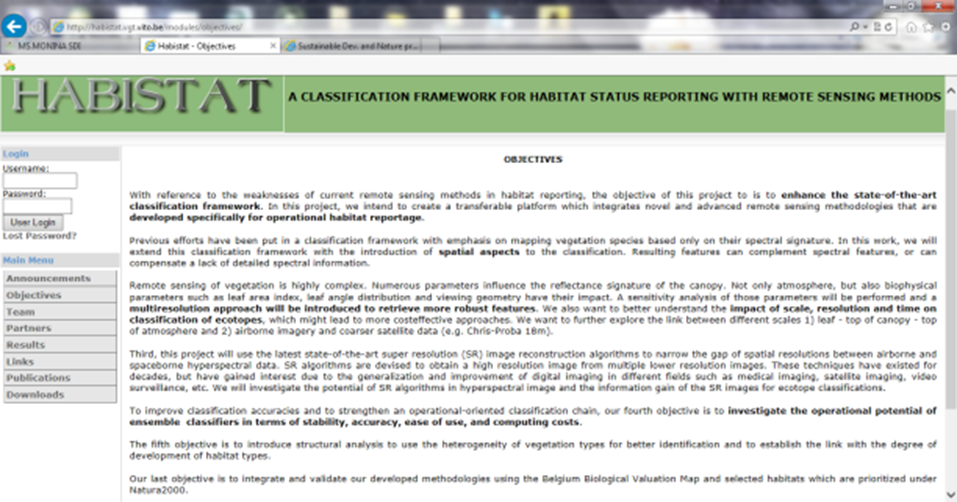 http://habistat.vgt.vito.be/modules/objectives/
MS.MONINA SDI
Habistat - Objectives
Sustainable Dev. and Nature pr...
HABISTAT
A CLASSIFICATION FRAMEWORK FOR HABITAT STATUS REPORTING WITH REMOTE SENSING METHODS
Login
Username:
Password:
User Login
Lost Password?
Main Menu
Announcements
Objectives
Team
Partners
Results
Links
Publications
Downloads
OBJECTIVES
With reference to the weaknesses of current remote sensing methods in habitat reporting, the objective of this project to is to enhance the state-of-the-art
classification framework. In this project, we intend to create a transferable platform which integrates novel and advanced remote sensing methodologies that are
developed specifically for operational habitat reportage.
Previous efforts have been put in a classification framework with emphasis on mapping vegetation species based only on their spectral signature. In this work, we will
extend this classification framework with the introduction of spatial aspects to the classification. Resulting features can complement spectral features, or can
compensate a lack of detailed spectral information.
Remote sensing of vegetation is highly complex. Numerous parameters influence the reflectance signature of the canopy. Not only atmosphere, but also biophysical
parameters such as leaf area index, leaf angle distribution and viewing geometry have their impact. A sensitivity analysis of those parameters will be performed and a
multiresolution approach will be introduced to retrieve more robust features. We also want to better understand the impact of scale, resolution and time on
classification of ecotopes, which might lead to more costeffective approaches. We want to further explore the link between different scales 1) leaf - top of canopy - top
of atmosphere and 2) airborne imagery and coarser satellite data (e.g. Chris-Proba 18m).
Third, this project will use the latest state-of-the-art super resolution (SR) image reconstruction algorithms to narrow the gap of spatial resolutions between airborne and
spaceborne hyperspectral data. SR algorithms are devised to obtain a high resolution image from multiple lower resolution images. These techniques have existed for
decades, but have gained interest due to the generalization and improvement of digital imaging in different fields such as medical imaging, satellite imaging, video
surveillance, etc. We will investigate the potential of SR algorithms in hyperspectral image and the information gain of the SR images for ecotope classifications.
To improve classification accuracies and to strengthen an operational-oriented classification chain, our fourth objective is to investigate the operational potential of
ensemble classifiers in terms of stability, accuracy, ease of use, and computing costs.
The fifth objective is to introduce structural analysis to use the heterogeneity of vegetation types for better identification and to establish the link with the degree of
development of habitat types.
Our last objective is to integrate and validate our developed methodologies using the Belgium Biological Valuation Map and selected habitats which are prioritized under
Natura2000.